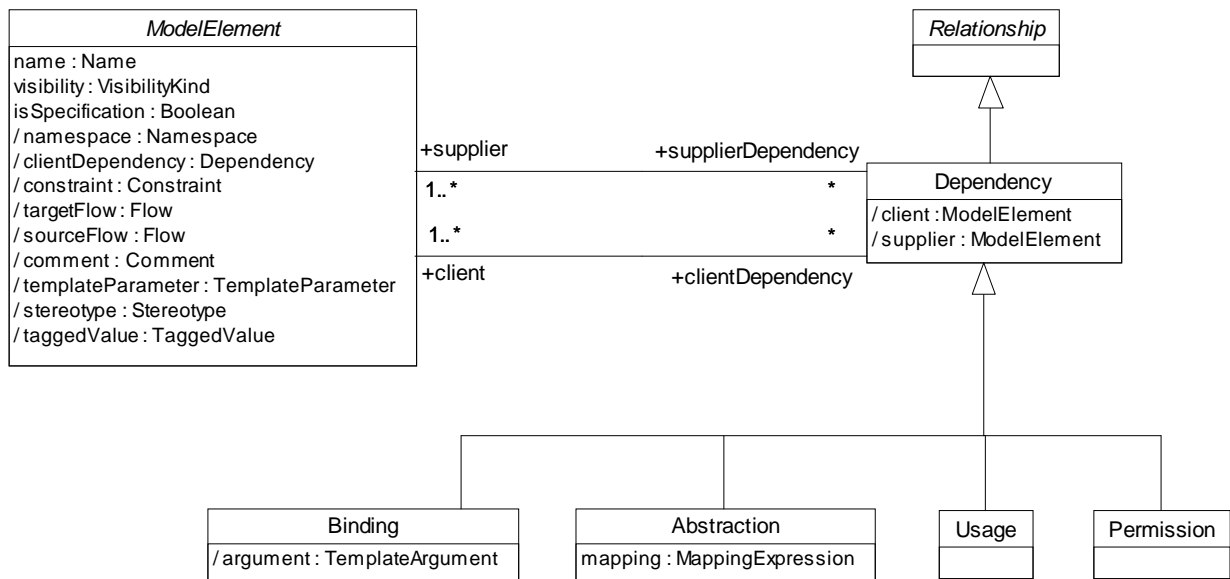 ModelElement
name : Name
visibility : VisibilityKind
isSpecification : Boolean
/ namespace : Namespace
/ clientDependency : Dependency
/ constraint : Constraint
/ targetFlow : Flow
/ sourceFlow : Flow
/ comment : Comment
/ templateParameter : TemplateParameter
/ stereotype : Stereotype
/ taggedValue : TaggedValue
Relationship
+supplier
+supplierDependency
1..*
*
1..*
*
+client
+clientDependency
Dependency
/ client : ModelElement
/ supplier : ModelElement
Binding
/ argument : TemplateArgument
Abstraction
mapping : MappingExpression
Usage
Permission